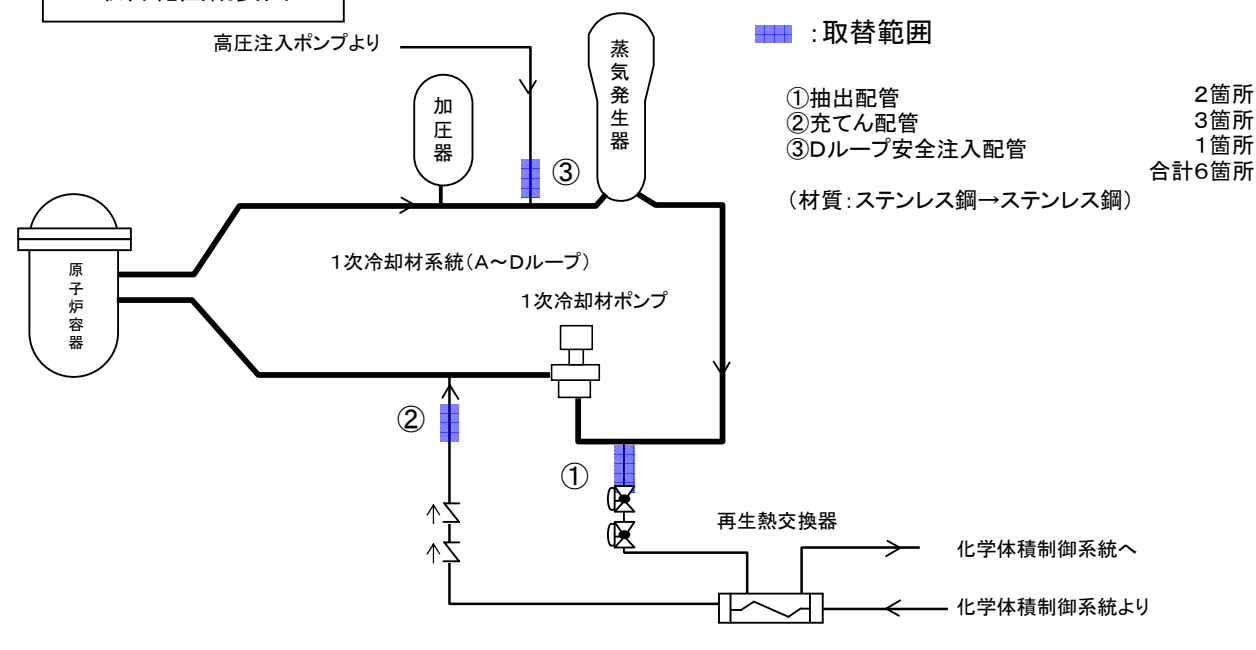 高圧注入ポンプより
:取替範囲
蒸気発生器
加圧器
①抽出配管 2箇所
②充てん配管 3箇所
③Dループ安全注入配管 1箇所
合計6箇所
(材質:ステンレス鋼→ステンレス鋼)
③
原子炉容器
1次冷却材系統(A~Dループ)
1次冷却材ポンプ
②
①
再生熱交換器
化学体積制御系統へ
化学体積制御系統より